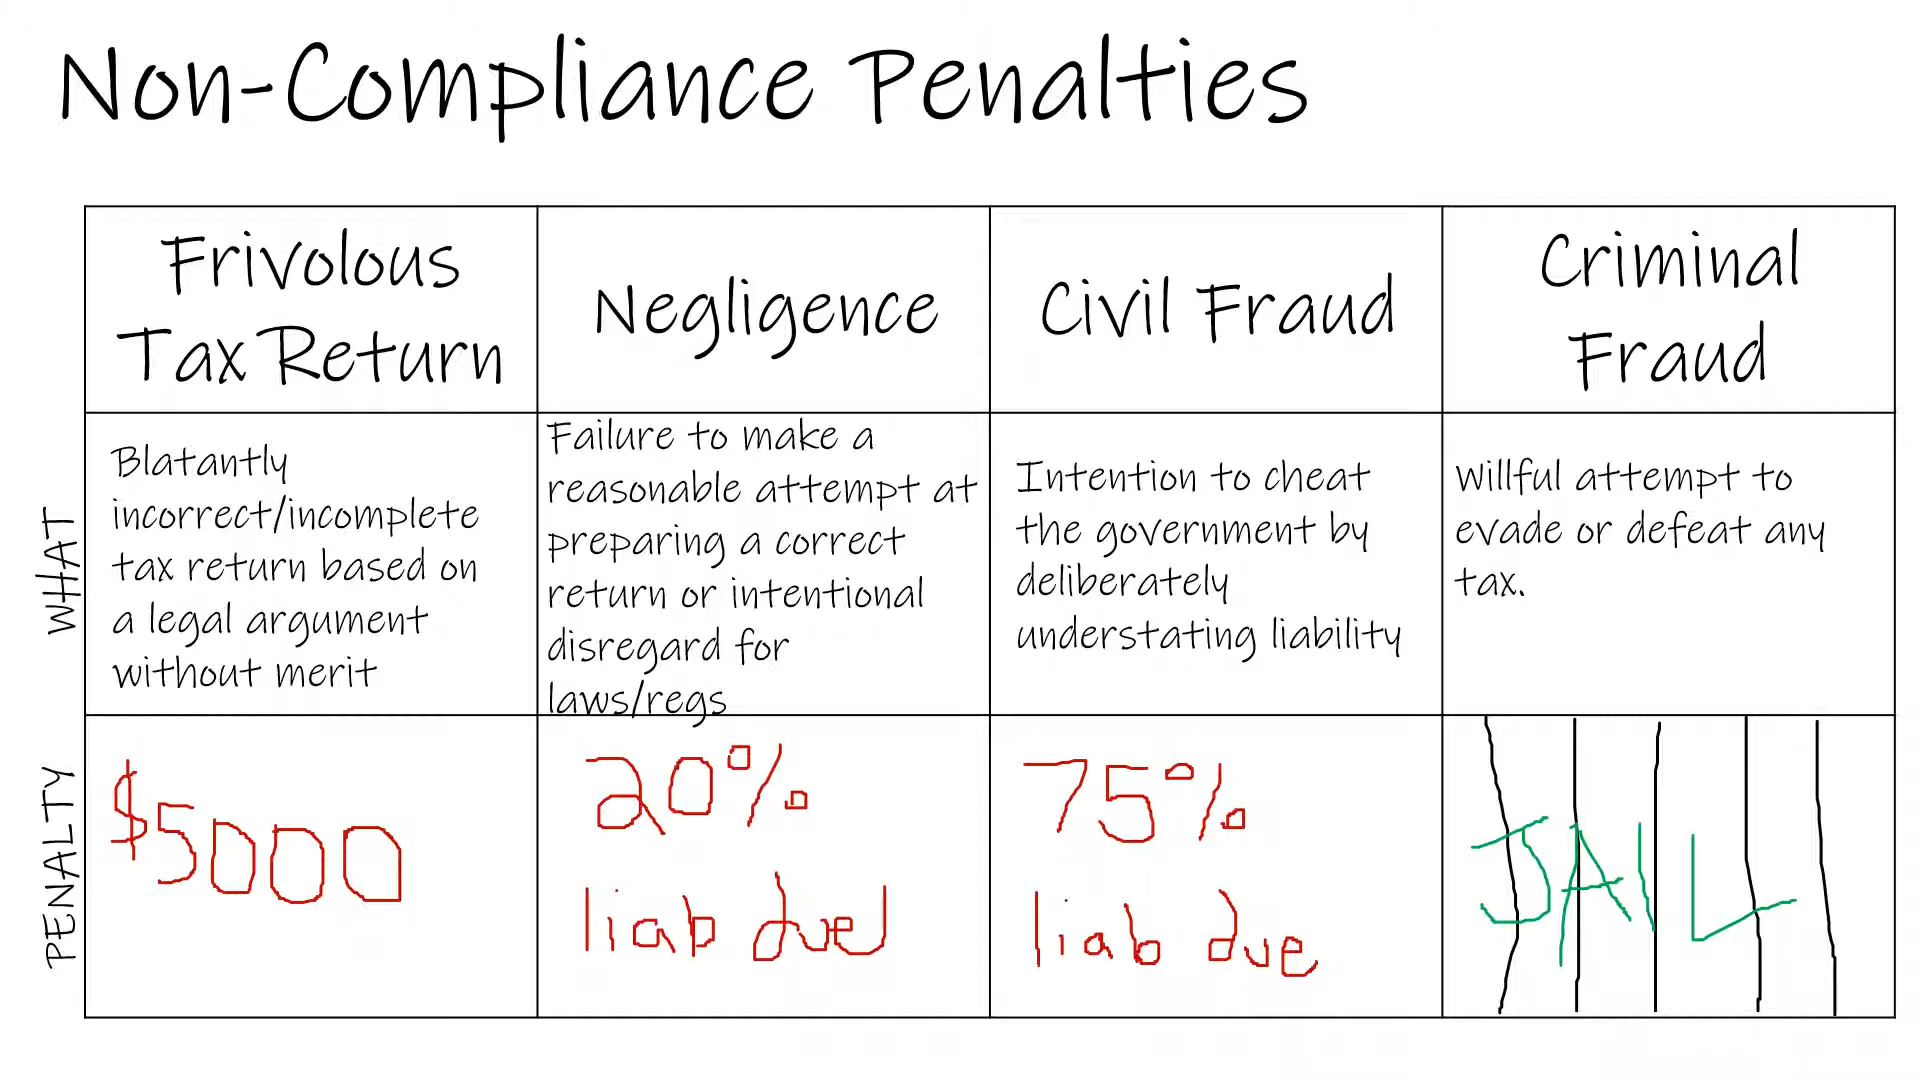 Non-Compliance Penalties
Frivolous
Tax Return
Negligence
Civil Fraud
Criminal
Fraud
WHAT
Blatantly
incorrect/incomplete
tax return based on
a legal argument
without merit
Failure to make a
reasonable attempt at
preparing a correct
return or intentional
disregard for
laws/regs
Intention to cheat
the government by
deliberately
understating liability
Willful attempt to
evade or defeat any
tax.
PENALTY
$5000
20%
liab due
75%
liab due
JAIL